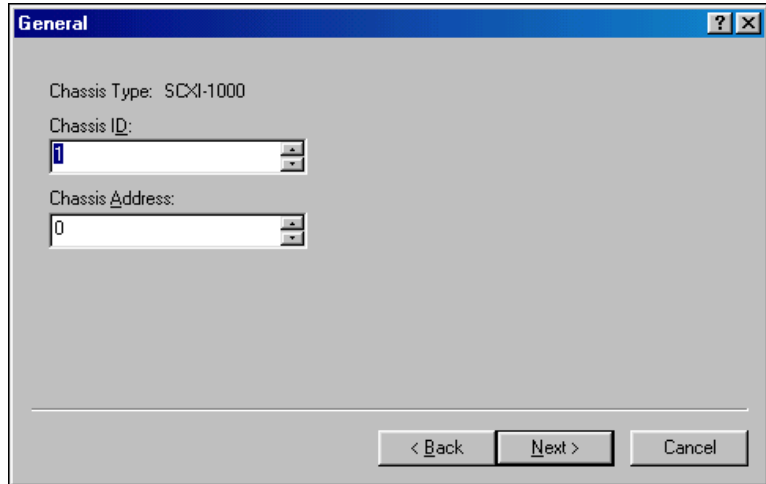 General
Chassis Type: SCXI-1000
Chassis ID:
1
Chassis Address:
0
< Back Next > Cancel